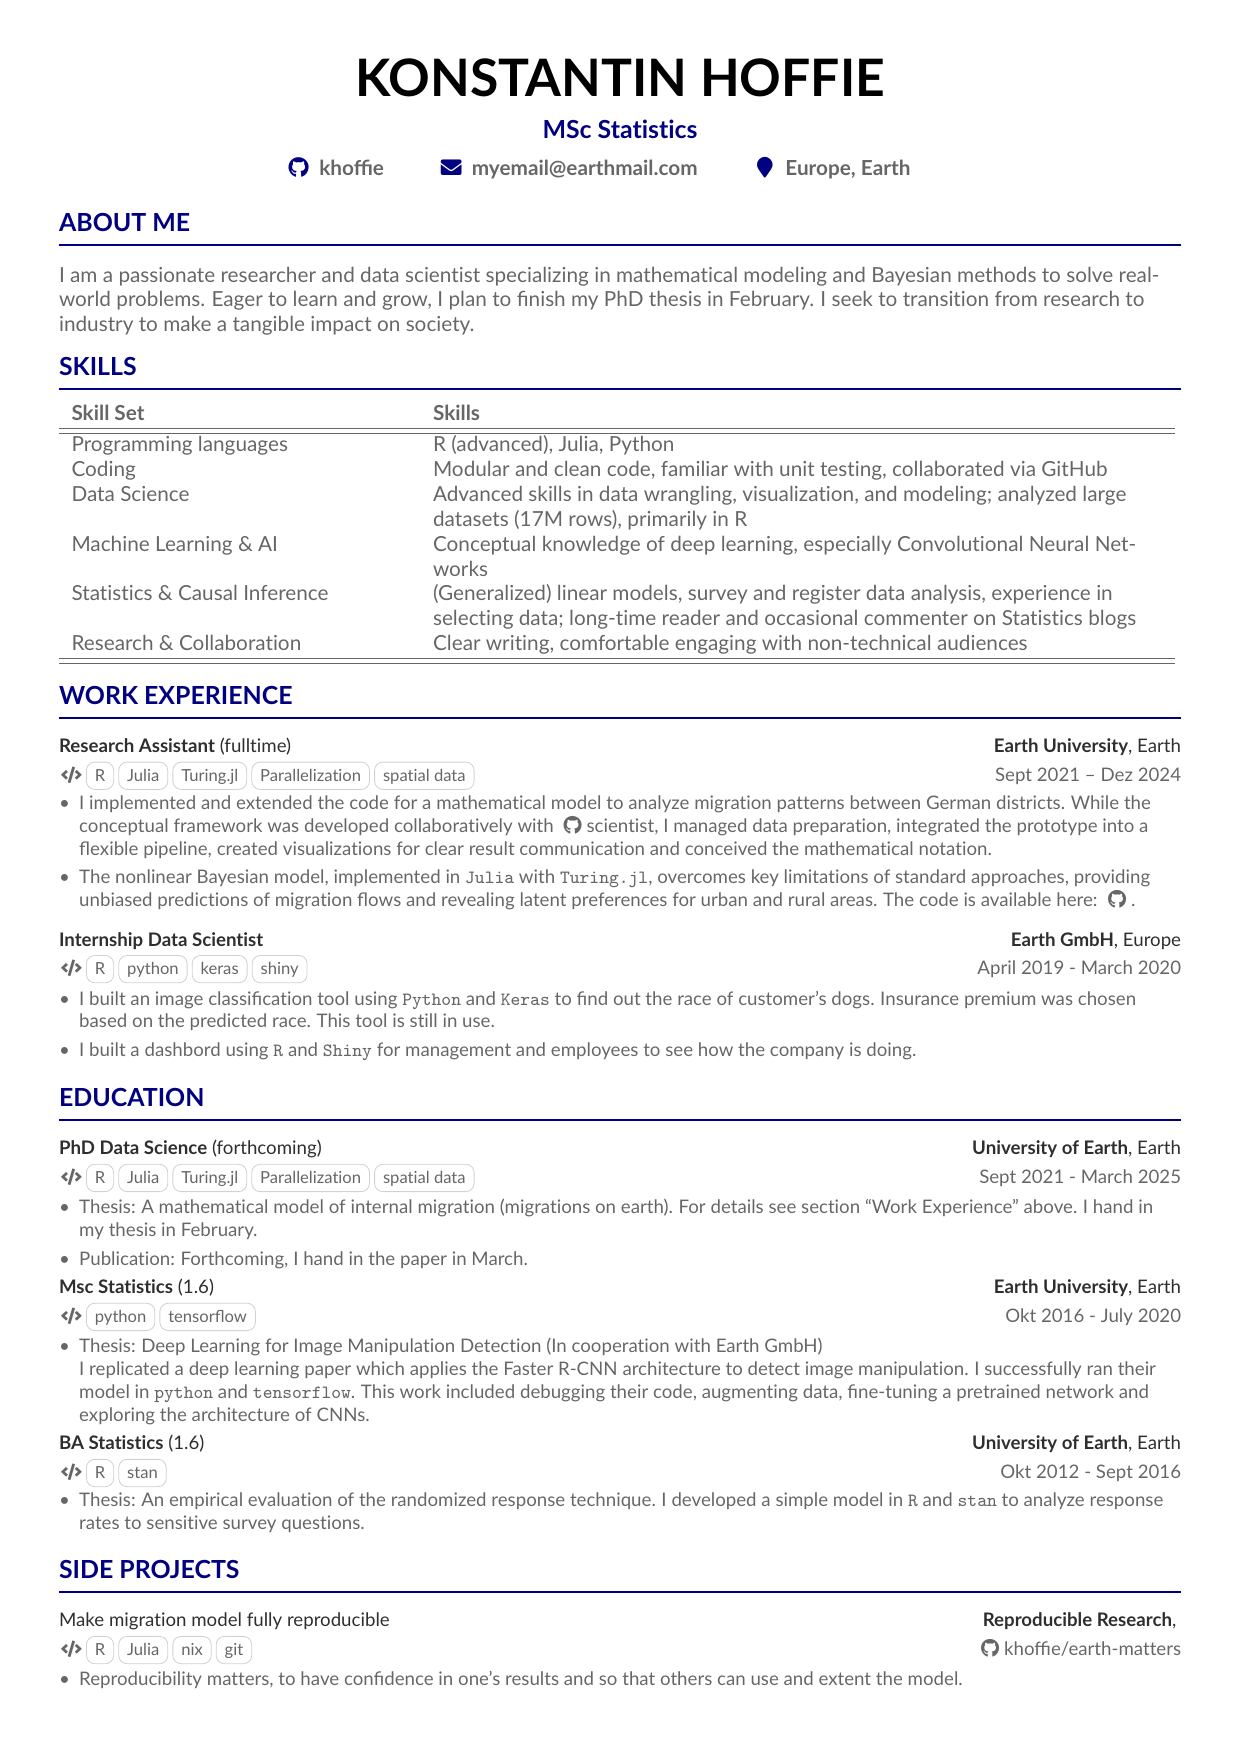 KONSTANTIN HOFFIE
MSc Statistics
khoffie myemail@earthmail.com Europe, Earth
ABOUT ME
I am a passionate researcher and data scientist specializing in mathematical modeling and Bayesian methods to solve real-
world problems. Eager to learn and grow, I plan to finish my PhD thesis in February. I seek to transition from research to
industry to make a tangible impact on society.
SKILLS
Skill Set Skills
Programming languages R (advanced), Julia, Python
Coding Modular and clean code, familiar with unit testing, collaborated via GitHub
Data Science Advanced skills in data wrangling, visualization, and modeling; analyzed large
datasets (17M rows), primarily in R
Machine Learning & AI Conceptual knowledge of deep learning, especially Convolutional Neural Net-
works
Statistics & Causal Inference (Generalized) linear models, survey and register data analysis, experience in
selecting data; long-time reader and occasional commenter on Statistics blogs
Research & Collaboration Clear writing, comfortable engaging with non-technical audiences
WORK EXPERIENCE
Research Assistant (fulltime) Earth University, Earth
</> R Julia Turing.jl Parallelization spatial data Sept 2021 – Dez 2024
• I implemented and extended the code for a mathematical model to analyze migration patterns between German districts. While the
conceptual framework was developed collaboratively with scientist, I managed data preparation, integrated the prototype into a
flexible pipeline, created visualizations for clear result communication and conceived the mathematical notation.
• The nonlinear Bayesian model, implemented in Julia with Turing.jl, overcomes key limitations of standard approaches, providing
unbiased predictions of migration flows and revealing latent preferences for urban and rural areas. The code is available here: .
Internship Data Scientist Earth GmbH, Europe
</> R python keras shiny April 2019 - March 2020
• I built an image classification tool using Python and Keras to find out the race of customer's dogs. Insurance premium was chosen
based on the predicted race. This tool is still in use.
• I built a dashbord using R and Shiny for management and employees to see how the company is doing.
EDUCATION
PhD Data Science (forthcoming) University of Earth, Earth
</> R Julia Turing.jl Parallelization spatial data Sept 2021 - March 2025
• Thesis: A mathematical model of internal migration (migrations on earth). For details see section “Work Experience” above. I hand in
my thesis in February.
• Publication: Forthcoming, I hand in the paper in March.
Msc Statistics (1.6) Earth University, Earth
</> python tensorflow Okt 2016 - July 2020
• Thesis: Deep Learning for Image Manipulation Detection (In cooperation with Earth GmbH)
I replicated a deep learning paper which applies the Faster R-CNN architecture to detect image manipulation. I successfully ran their
model in python and tensorflow. This work included debugging their code, augmenting data, fine-tuning a pretrained network and
exploring the architecture of CNNs.
BA Statistics (1.6) University of Earth, Earth
</> R stan Okt 2012 - Sept 2016
• Thesis: An empirical evaluation of the randomized response technique. I developed a simple model in R and stan to analyze response
rates to sensitive survey questions.
SIDE PROJECTS
Make migration model fully reproducible Reproducible Research,
</> R Julia nix git khoffie/earth-matters
• Reproducibility matters, to have confidence in one's results and so that others can use and extent the model.